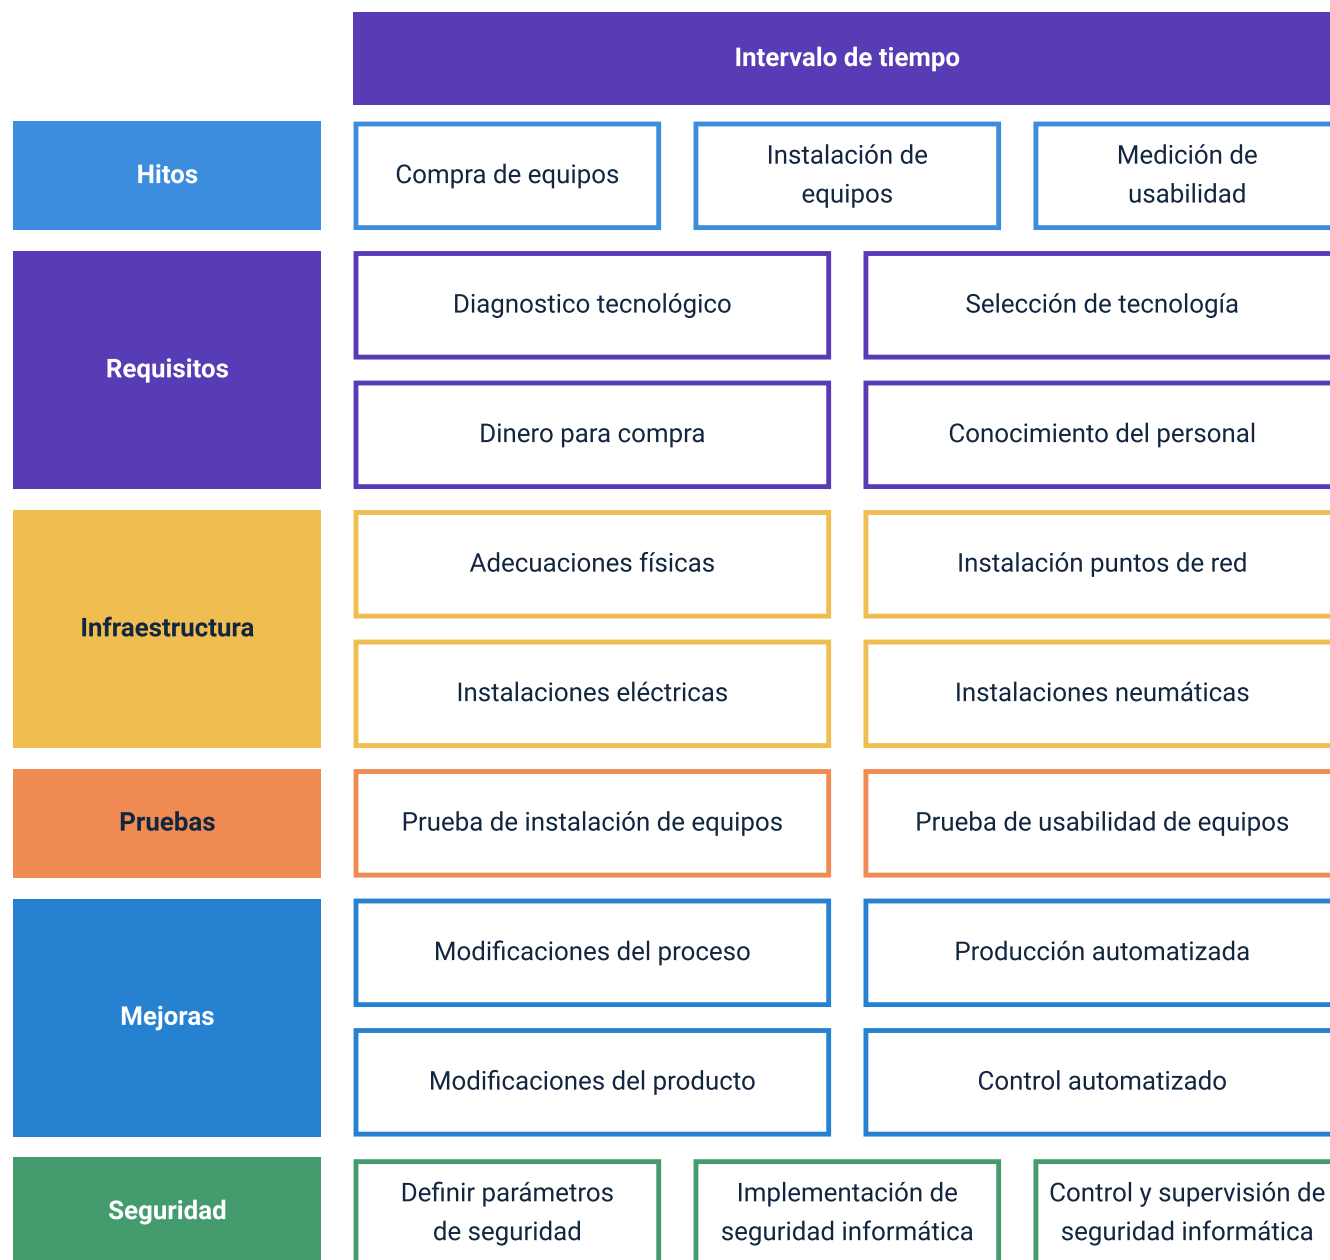 Intervalo de tiempo
Hitos
Compra de equipos
Instalación de
equipos
Medición de
usabilidad
Requisitos
Diagnostico tecnológico
Selección de tecnología
Dinero para compra
Conocimiento del personal
Infraestructura
Adecuaciones físicas
Instalación puntos de red
Instalaciones eléctricas
Instalaciones neumáticas
Pruebas
Prueba de instalación de equipos
Prueba de usabilidad de equipos
Mejoras
Modificaciones del proceso
Producción automatizada
Modificaciones del producto
Control automatizado
Seguridad
Definir parámetros
de seguridad
Implementación de
seguridad informática
Control y supervisión de
seguridad informática